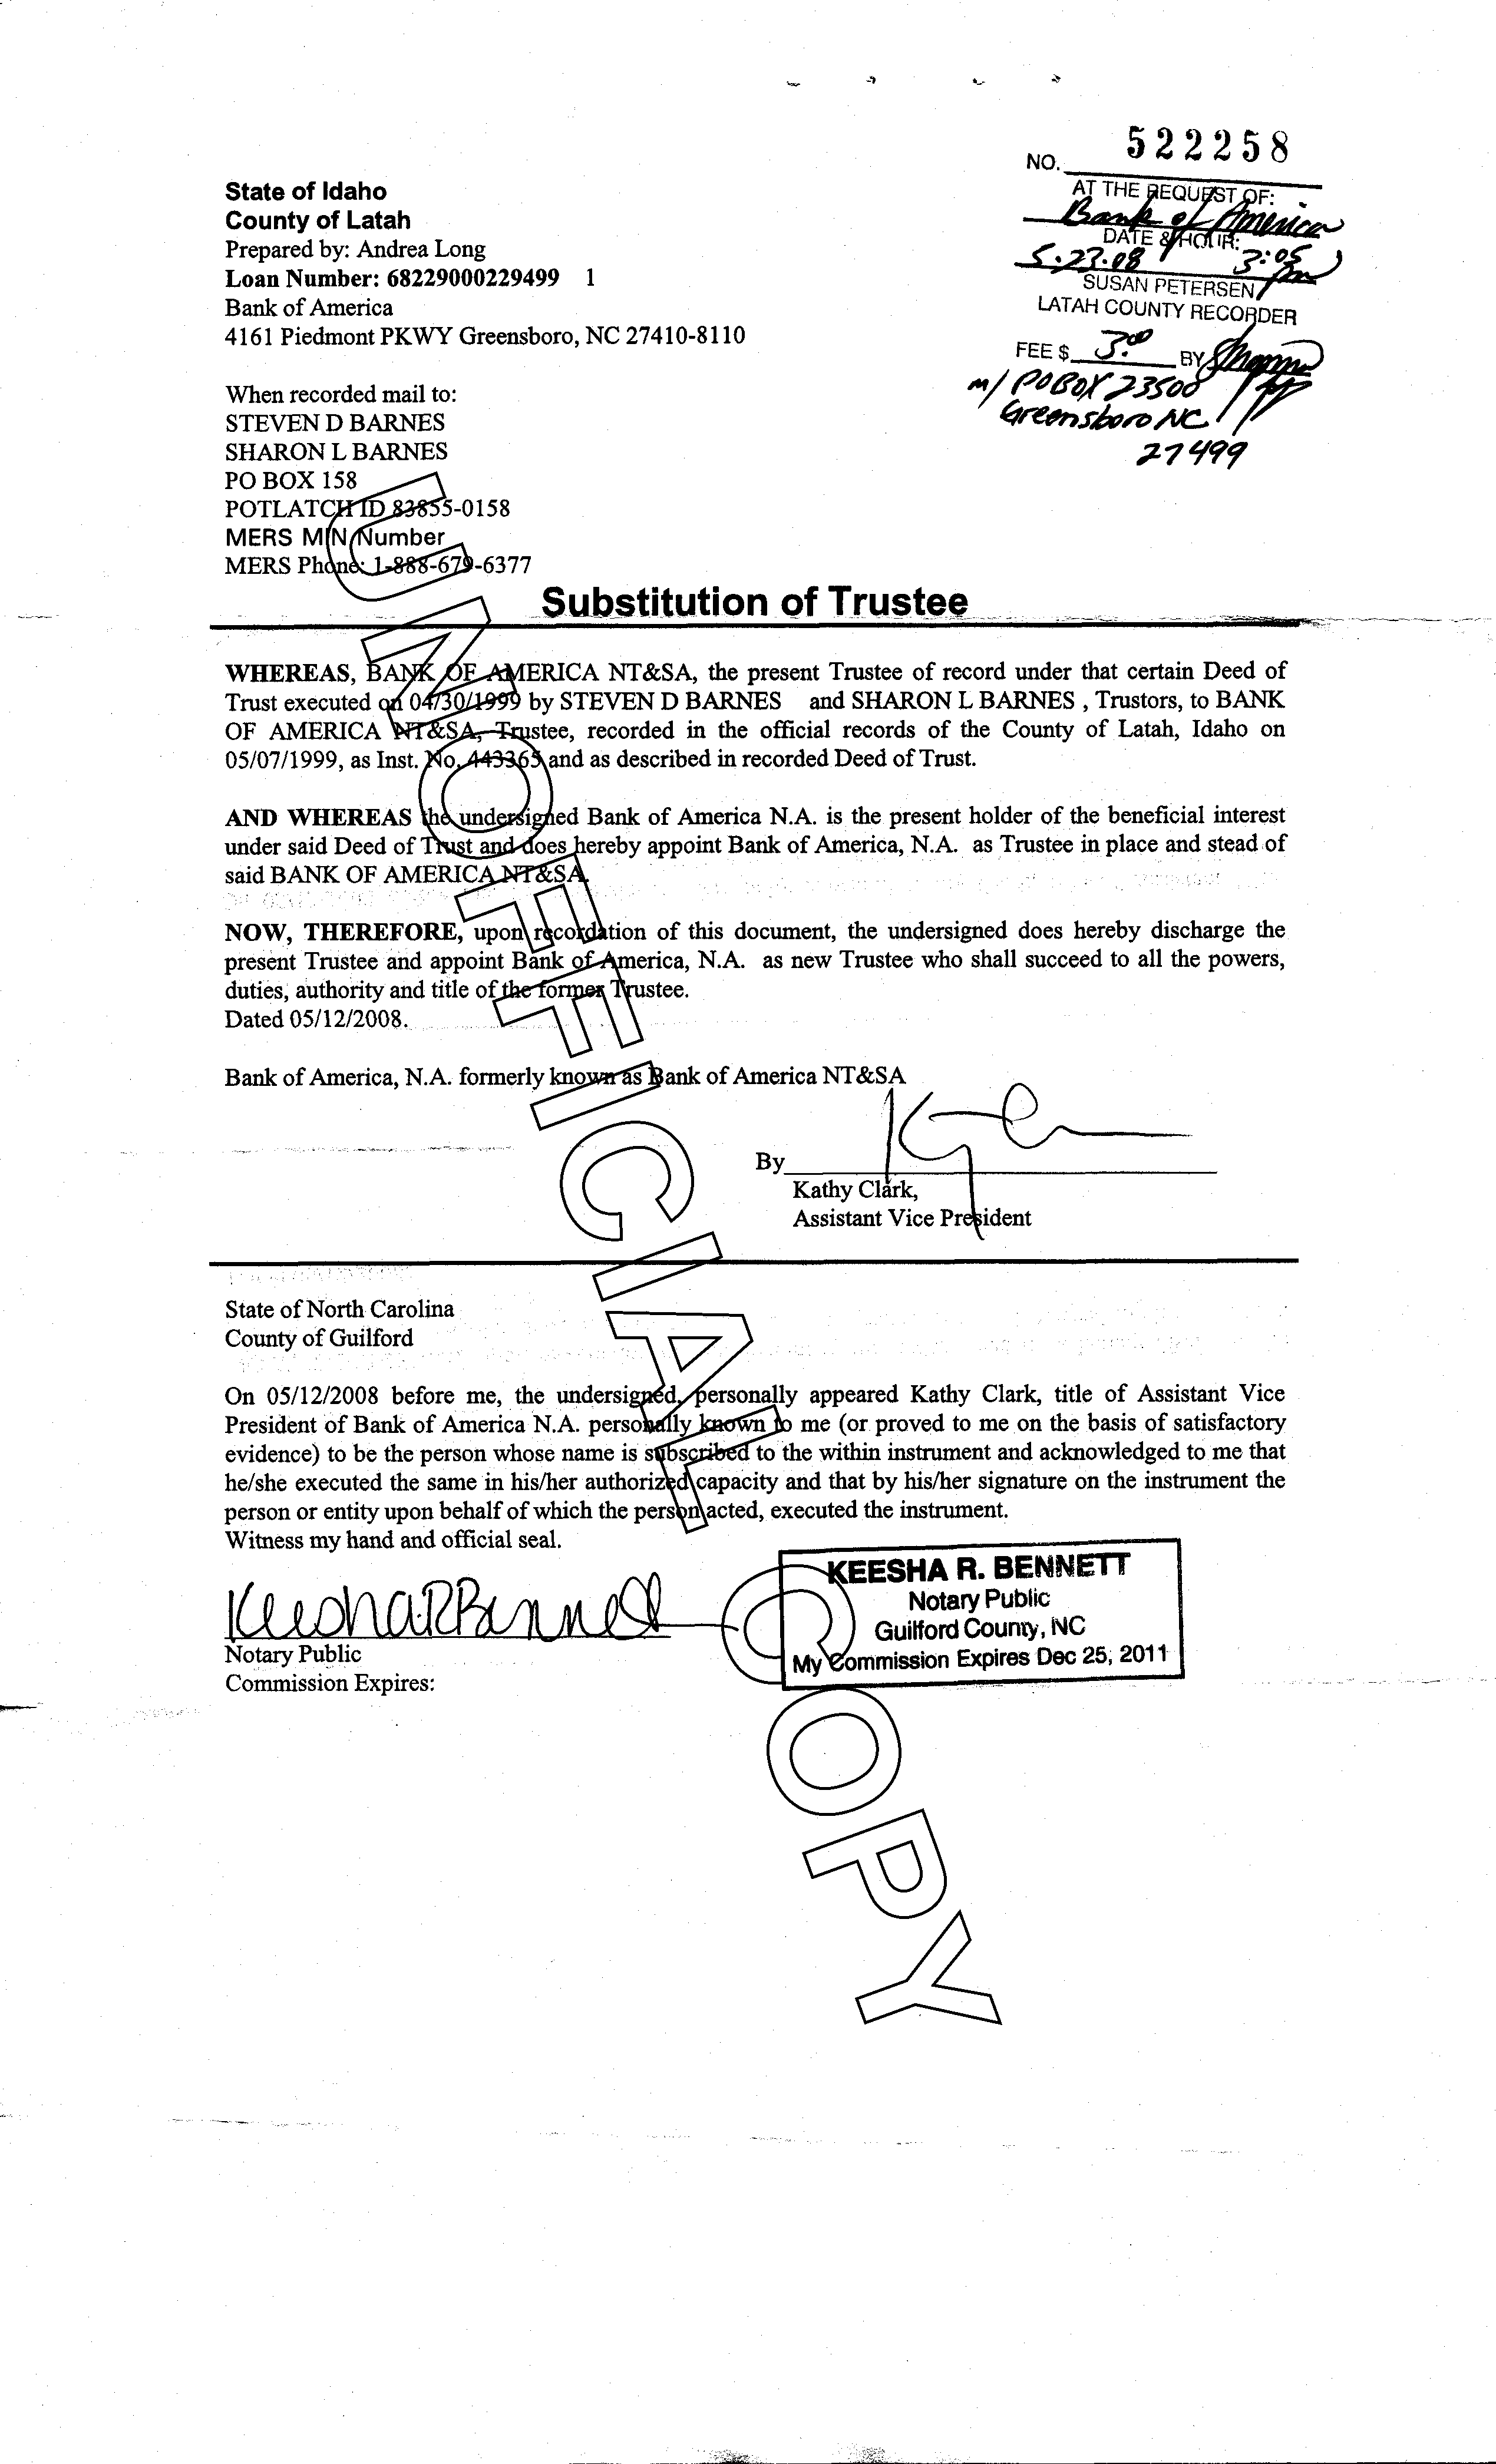 NO. 522258
AT THE REQUEST OF:
Bank of America
DATE & HOUR:
5.23.08 3:05 pm
SUSAN PETERSEN
LATAH COUNTY RECORDER
FEE $ 3.00 BY
m/ PO BOX 23500
Greensboro NC
27499
State of Idaho
County of Latah
Prepared by: Andrea Long
Loan Number: 68229000229499 1
Bank of America
4161 Piedmont PKWY Greensboro, NC 27410-8110
When recorded mail to:
STEVEN D BARNES
SHARON L BARNES
PO BOX 158
POTLATCH ID 83855-0158
MERS MIN Number
MERS Phone: 1-888-679-6377
Substitution of Trustee
WHEREAS, BANK OF AMERICA NT&SA, the present Trustee of record under that certain Deed of
Trust executed on 04/30/1999 by STEVEN D BARNES and SHARON L BARNES , Trustors, to BANK
OF AMERICA NT&SA, Trustee, recorded in the official records of the County of Latah, Idaho on
05/07/1999, as Inst. No. 443365 and as described in recorded Deed of Trust.
AND WHEREAS the undersigned Bank of America N.A. is the present holder of the beneficial interest
under said Deed of Trust and does hereby appoint Bank of America, N.A. as Trustee in place and stead of
said BANK OF AMERICA NT&SA.
NOW, THEREFORE, upon recordation of this document, the undersigned does hereby discharge the
present Trustee and appoint Bank of America, N.A. as new Trustee who shall succeed to all the powers,
duties, authority and title of the former Trustee.
Dated 05/12/2008.
Bank of America, N.A. formerly known as Bank of America NT&SA
By
Kathy Clark,
Assistant Vice President
State of North Carolina
County of Guilford
On 05/12/2008 before me, the undersigned, personally appeared Kathy Clark, title of Assistant Vice
President of Bank of America N.A. personally known to me (or proved to me on the basis of satisfactory
evidence) to be the person whose name is subscribed to the within instrument and acknowledged to me that
he/she executed the same in his/her authorized capacity and that by his/her signature on the instrument the
person or entity upon behalf of which the person acted, executed the instrument.
Witness my hand and official seal.
Keesha R Bennett
Notary Public
Commission Expires:
KEESHA R. BENNETT
Notary Public
Guilford County, NC
My Commission Expires Dec 25, 2011
UNOFFICIAL COPY